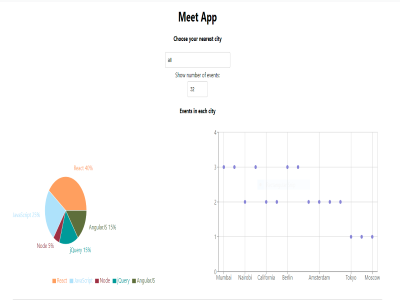 Meet App
Choose your nearest city
all
Show number of events:
32
Events in each city
React 40%
AngularJS 15%
jQuery 15%
Node 5%
React JavaScript Node jQuery AngularJS
4
3
2
1
0
Mumbai Nairobi California Berlin Amsterdam Tokyo Moscow